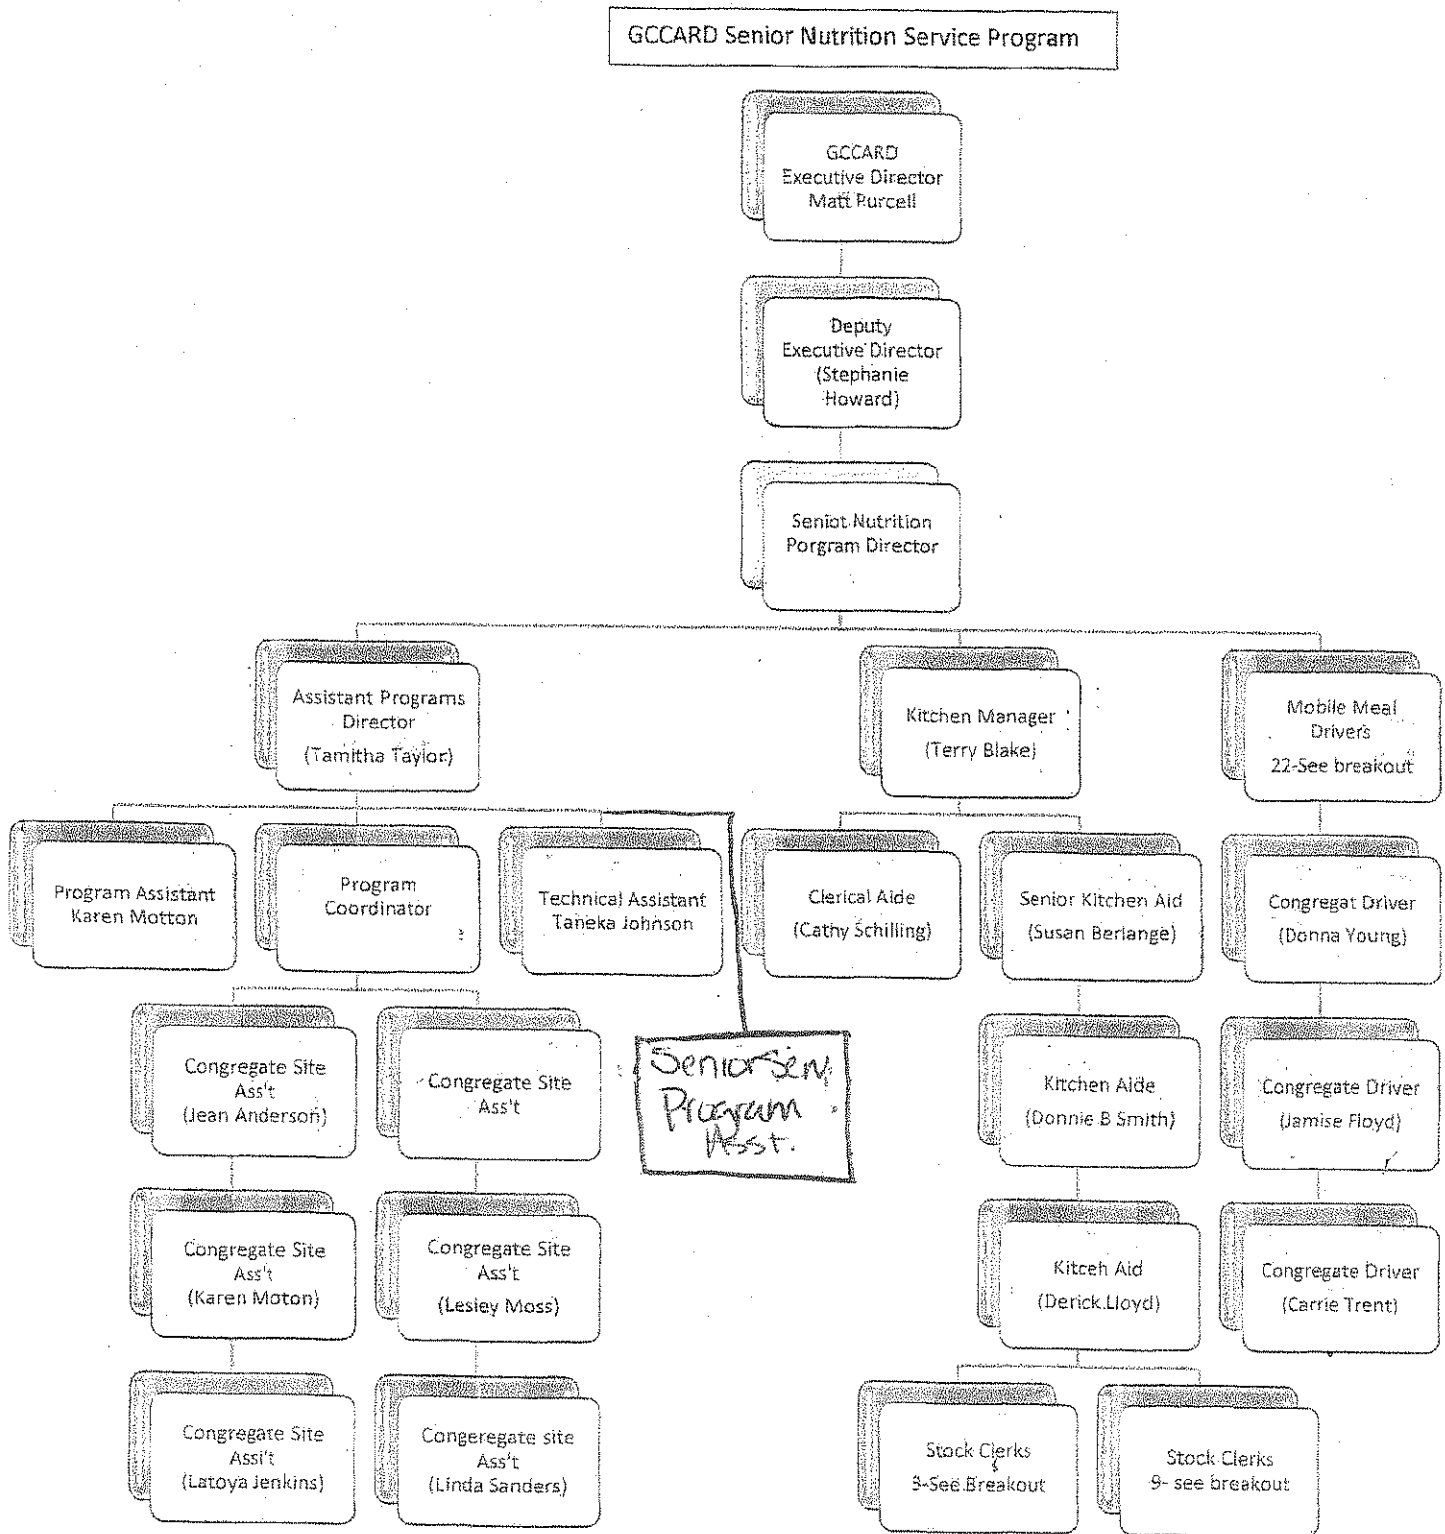 GCCARD Senior Nutrition Service Program
GCCARD
Executive Director
Matt Purcell
Deputy
Executive Director
(Stephanie
Howard)
Senior Nutrition
Porgram Director
Assistant Programs
Director
(Tamitha Taylor)
Kitchen Manager
(Terry Blake)
Mobile Meal
Drivers
22-See breakout
Program Assistant
Karen Motton
Program
Coordinator
Technical Assistant
Taneka Johnson
Clerical Aide
(Cathy Schilling)
Senior Kitchen Aid
(Susan Berlange)
Congregat Driver
(Donna Young)
Congregate Site
Ass't
(Jean Anderson)
Congregate Site
Ass't
Senior Serv.
Program
Asst.
Kitchen Aide
(Donnie B Smith)
Congregate Driver
(Jamise Floyd)
Congregate Site
Ass't
(Karen Moton)
Congregate Site
Ass't
(Lesley Moss)
Kitceh Aid
(Derick Lloyd)
Congregate Driver
(Carrie Trent)
Congregate Site
Assi't
(Latoya Jenkins)
Congeregate site
Ass't
(Linda Sanders)
Stock Clerks
3-See Breakout
Stock Clerks
9- see breakout